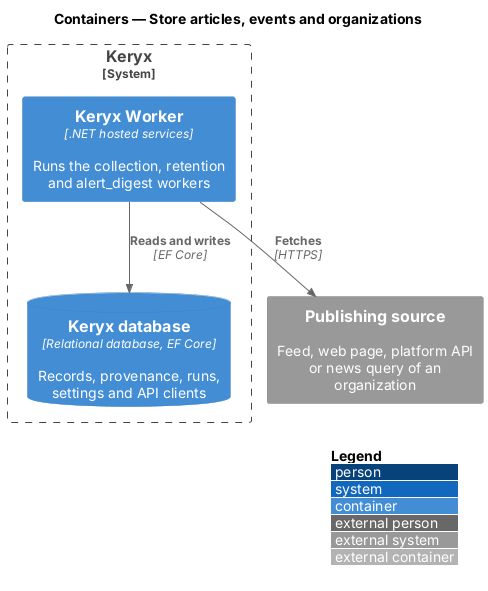 Containers — Store articles, events and organizations
Keryx
[System]
Keryx Worker
[.NET hosted services]
Runs the collection, retention
and alert_digest workers
Reads and writes
[EF Core]
Fetches
[HTTPS]
Keryx database
[Relational database, EF Core]
Records, provenance, runs,
settings and API clients
Publishing source
Feed, web page, platform API
or news query of an
organization
Legend
person
system
container
external person
external system
external container